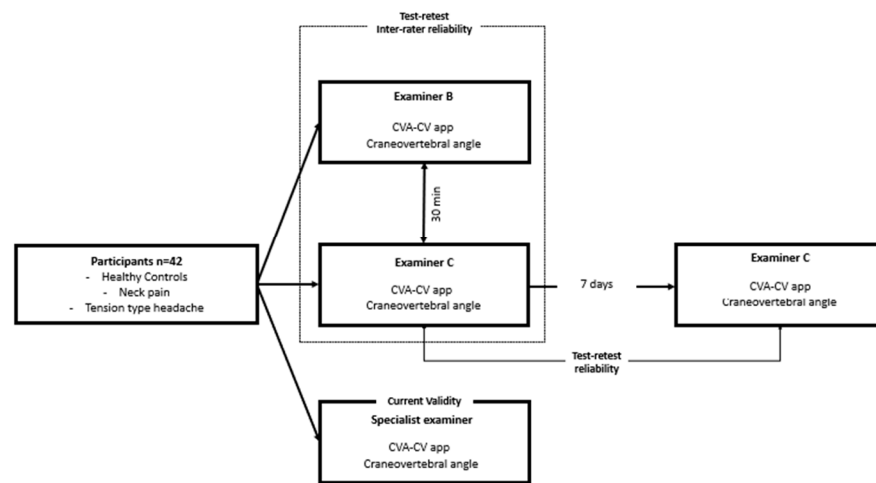 Test-retest
Inter-rater reliability
Examiner B
CVA-CV app
Craneovertebral angle
30 min
Participants n=42
- Healthy Controls
- Neck pain
- Tension type headache
Examiner C
CVA-CV app
Craneovertebral angle
7 days
Examiner C
CVA-CV app
Craneovertebral angle
Test-retest
reliability
Current Validity
Specialist examiner
CVA-CV app
Craneovertebral angle